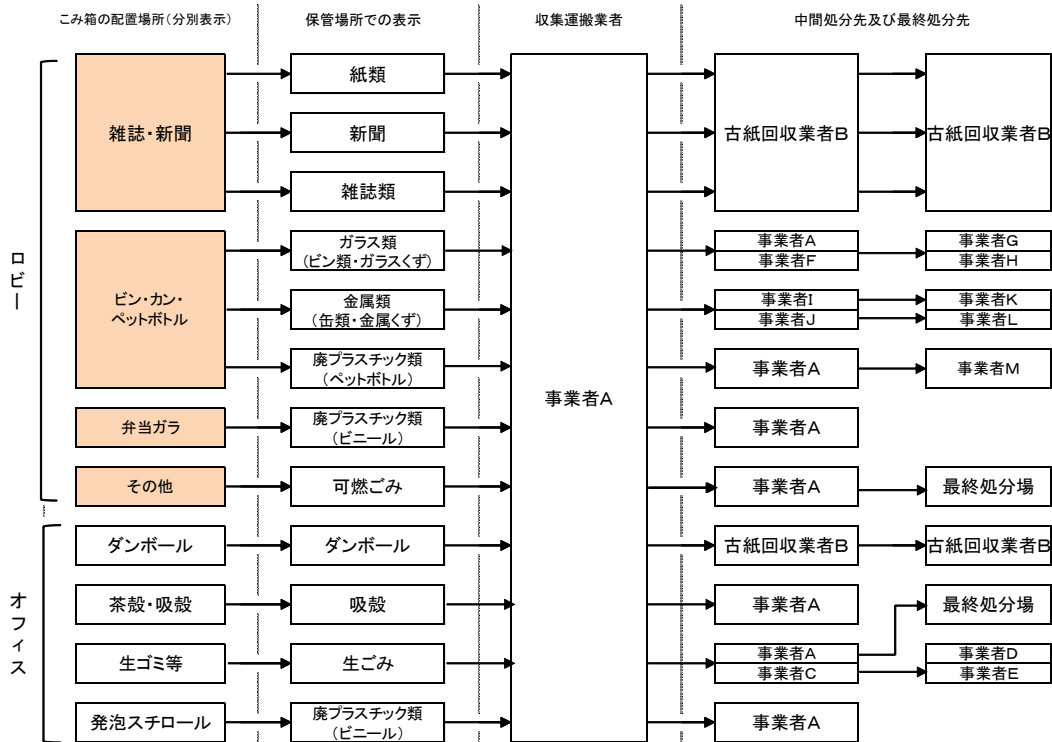 こみ箱の配置場所（分別表示）
保管場所での表示
収集運搬業者
中間処分先及び最終処分先
ロビー
雑誌・新聞
紙類
新聞
雑誌類
古紙回収業者B
古紙回収業者B
ビン・カン・
ペットボトル
ガラス類
（ビン類・ガラスくず）
事業者A
事業者F
事業者G
事業者H
金属類
（缶類・金属くず）
事業者I
事業者J
事業者K
事業者L
廃プラスチック類
（ペットボトル）
事業者A
事業者M
事業者A
弁当ガラ
廃プラスチック類
（ビニール）
事業者A
その他
可燃ごみ
事業者A
最終処分場
オフィス
ダンボール
ダンボール
古紙回収業者B
古紙回収業者B
茶殻・吸殻
吸殻
事業者A
最終処分場
生ゴミ等
生ごみ
事業者A
事業者C
事業者D
事業者E
発泡スチロール
廃プラスチック類
（ビニール）
事業者A